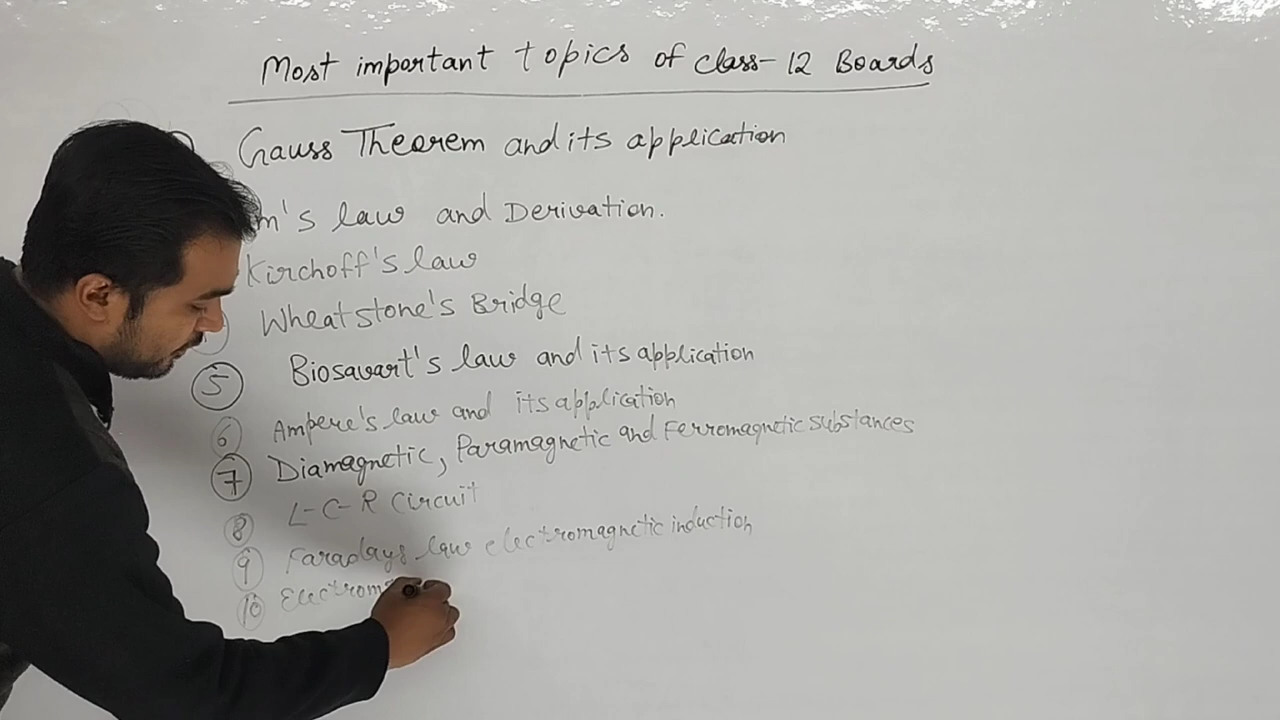 Most important topics of class-12 Boards
Gauss Theorem and its application
m's law and Derivation.
Kirchoff's law
Wheatstone's Bridge
5 Biosavart's law and its application
6 Ampere's law and its application
7 Diamagnetic, Paramagnetic and Ferromagnetic substances
8 L-C-R Circuit
9 Faradays law electromagnetic induction
10 Electrom